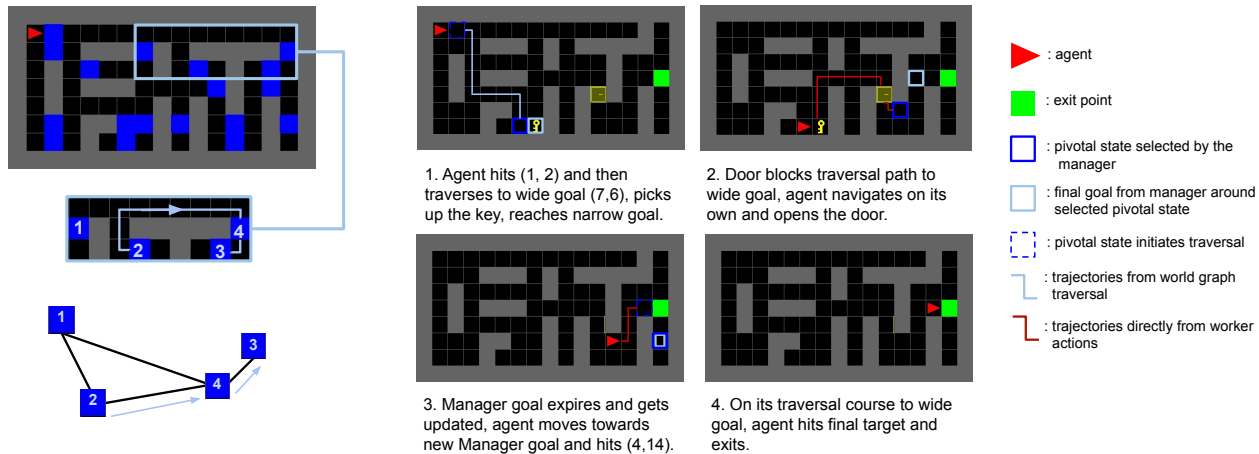 1
2
3
4
1
2
3
4
1. Agent hits (1, 2) and then
traverses to wide goal (7,6), picks
up the key, reaches narrow goal.
2. Door blocks traversal path to
wide goal, agent navigates on its
own and opens the door.
3. Manager goal expires and gets
updated, agent moves towards
new Manager goal and hits (4,14).
4. On its traversal course to wide
goal, agent hits final target and
exits.
: agent
: exit point
: pivotal state selected by the
manager
: final goal from manager around
selected pivotal state
: pivotal state initiates traversal
: trajectories from world graph
traversal
: trajectories directly from worker
actions